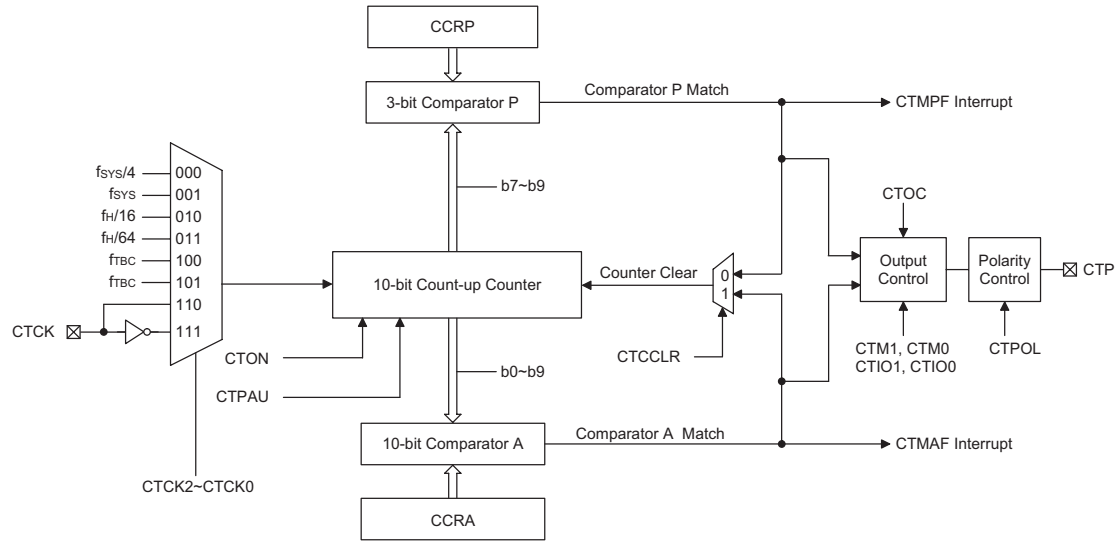 CCRP
3-bit Comparator P
Comparator P Match
CTMPF Interrupt
b7~b9
fSYS/4
000
fSYS
001
fH/16
010
fH/64
011
fTBC
100
fTBC
101
110
111
CTCK
CTOC
10-bit Count-up Counter
Counter Clear
0
1
Output
Control
Polarity
Control
CTP
CTON
CTPAU
CTCCLR
CTM1, CTM0
CTIO1, CTIO0
CTPOL
b0~b9
10-bit Comparator A
Comparator A Match
CTMAF Interrupt
CTCK2~CTCK0
CCRA